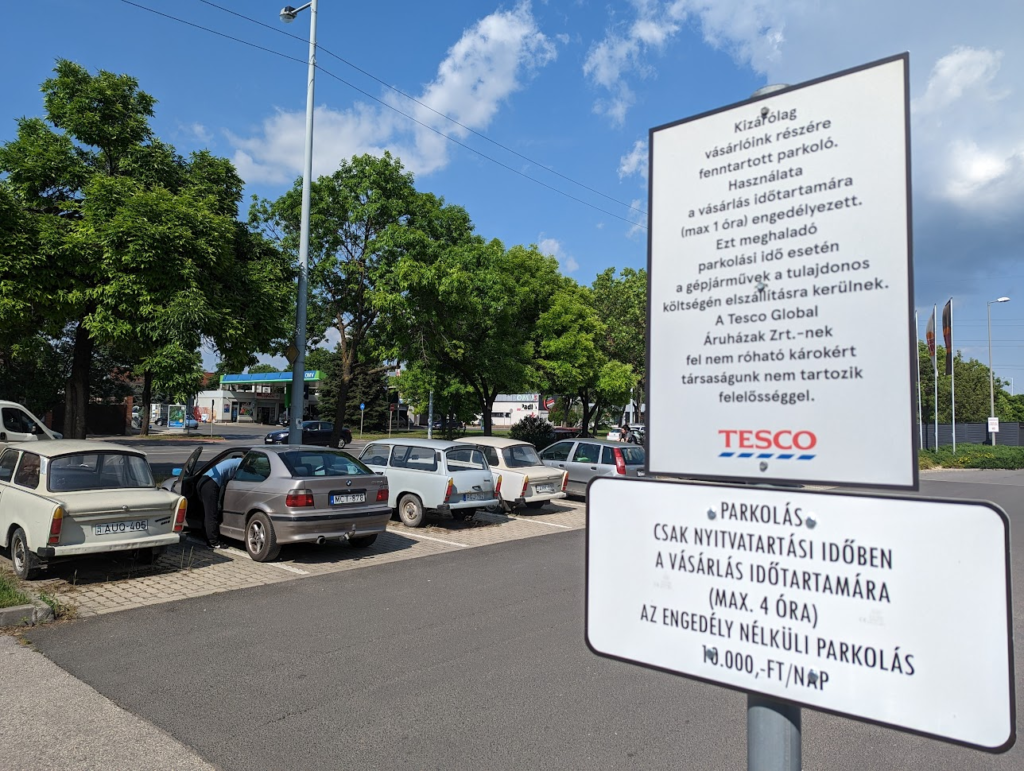 Kizárólag
vásárlóink részére
fenntartott parkoló.
Használata
a vásárlás időtartamára
(max 1 óra) engedélyezett.
Ezt meghaladó
parkolási idő esetén
a gépjárművek a tulajdonos
költségén elszállításra kerülnek.
A Tesco Global
Áruházak Zrt.-nek
fel nem róható károkért
társaságunk nem tartozik
felelősséggel.
TESCO
PARKOLÁS
CSAK NYITVATARTÁSI IDŐBEN
A VÁSÁRLÁS IDŐTARTAMÁRA
(MAX. 4 ÓRA)
AZ ENGEDÉLY NÉLKÜLI PARKOLÁS
10.000,-FT/NAP
AUO-405